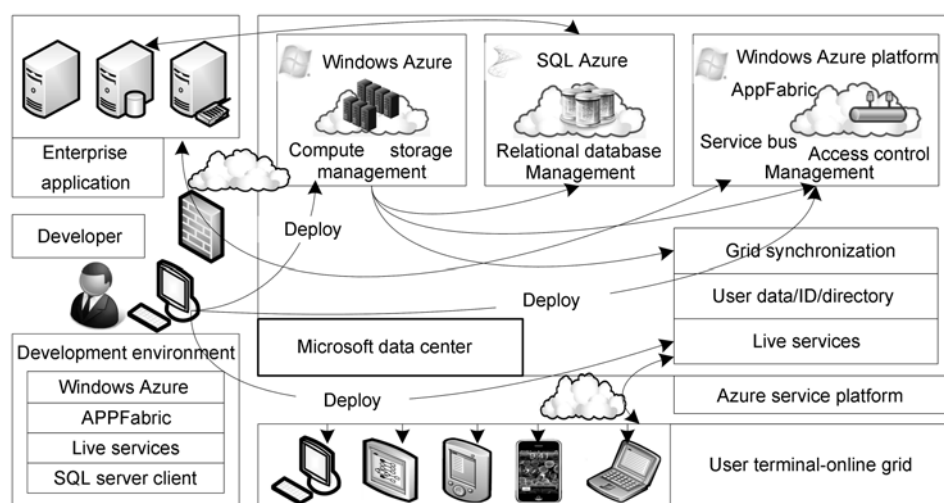 Windows Azure
Compute storage
management
SQL Azure
Relational database
Management
Windows Azure platform
AppFabric
Service bus
Access control
Management
Enterprise
application
Developer
Deploy
Grid synchronization
User data/ID/directory
Live services
Deploy
Microsoft data center
Development environment
Windows Azure
APPFabric
Live services
SQL server client
Deploy
Azure service platform
User terminal-online grid